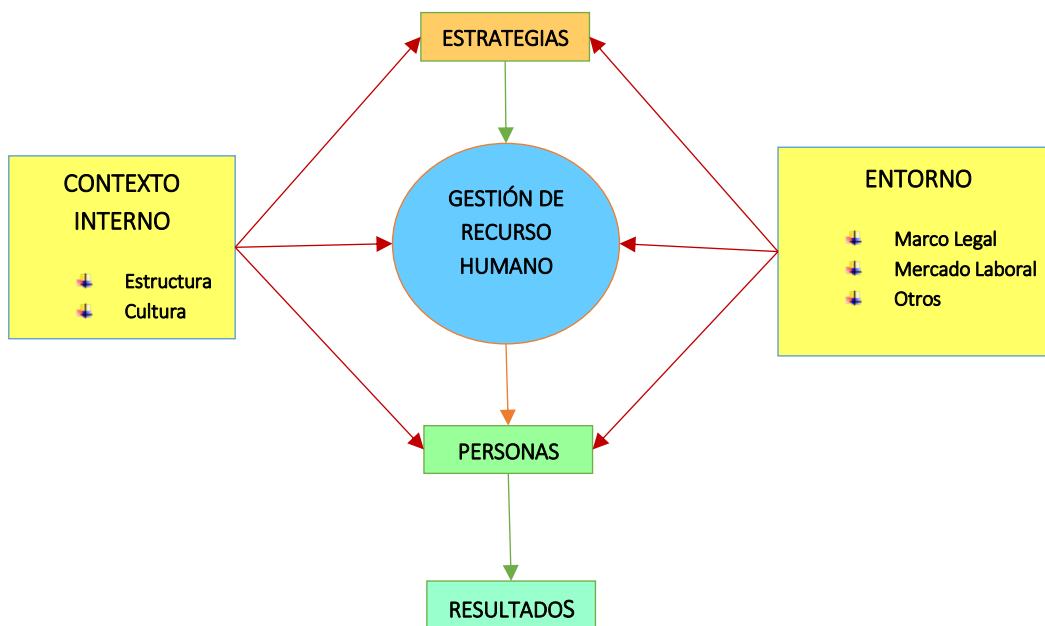 ESTRATEGIAS
CONTEXTO
INTERNO
Estructura
Cultura
GESTIÓN DE
RECURSO
HUMANO
ENTORNO
Marco Legal
Mercado Laboral
Otros
PERSONAS
RESULTADOS